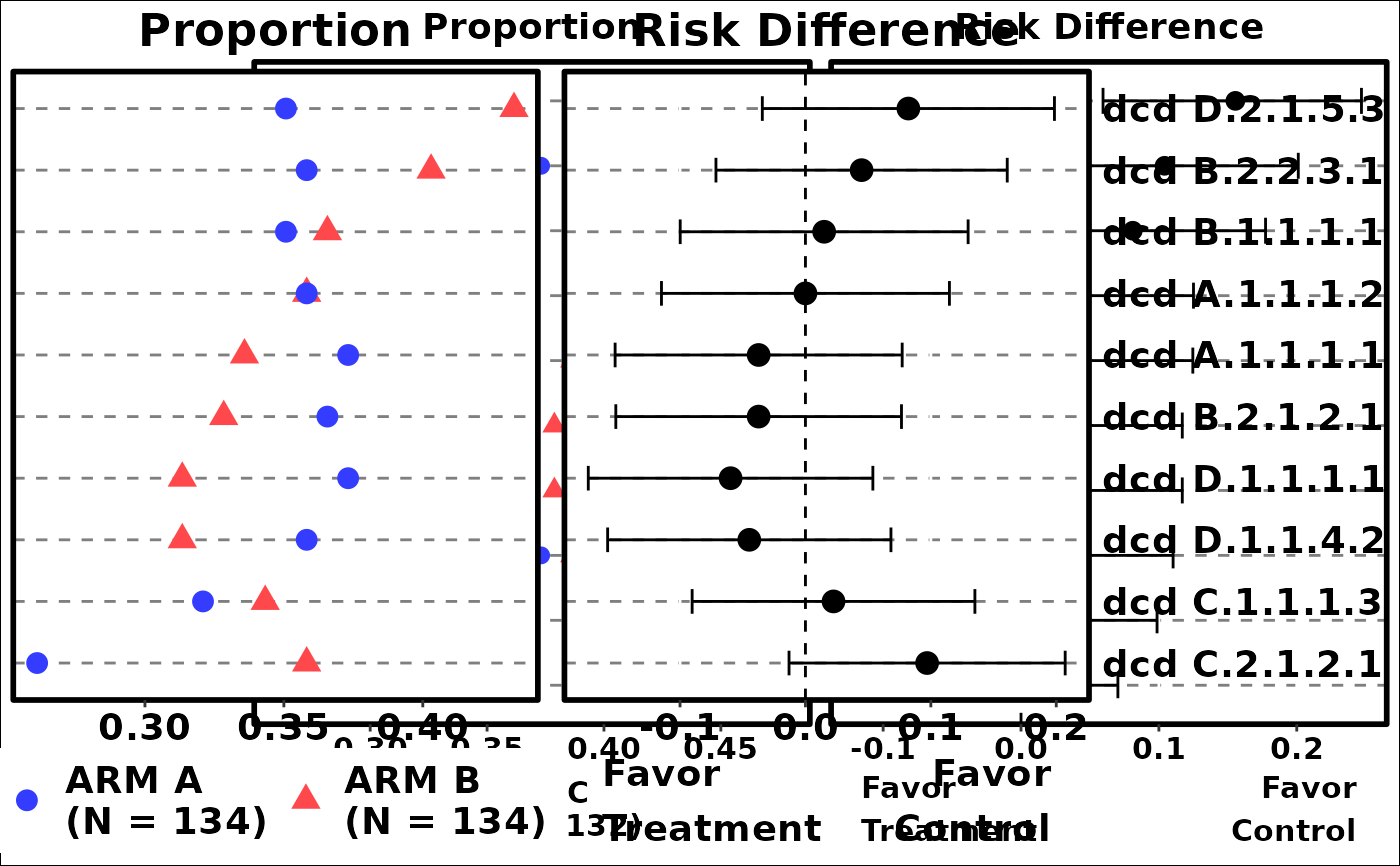 Proportion Proportion Risk Difference Risk Difference
dcd D.2.1.5.3
dcd B.2.2.3.1
dcd B.1.1.1.1
dcd A.1.1.1.2
dcd A.1.1.1.1
dcd B.2.1.2.1
dcd D.1.1.1.1
dcd D.1.1.4.2
dcd C.1.1.1.3
dcd C.2.1.2.1
0.30 0.35 0.40 -0.1 0.0 0.1 0.2
0.30 0.35 0.40 0.45 -0.1 0.0 0.1 0.2
ARM A ARM B
(N = 134) (N = 134)
C
Favor Favor
Treatment Control
Favor Favor
Treatment Control